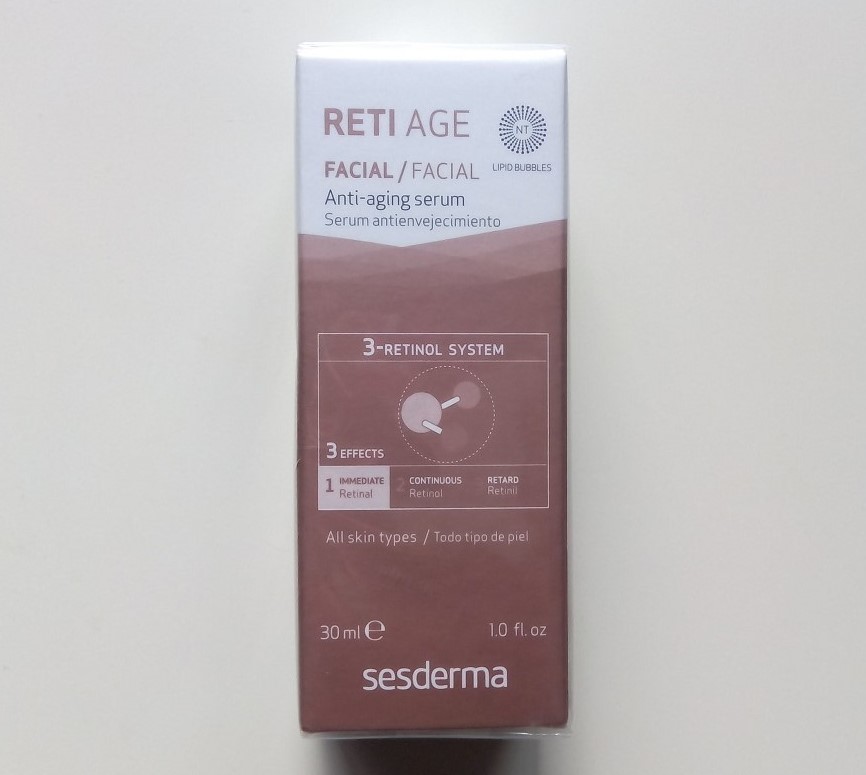 RETI AGE
NT
LIPID BUBBLES
FACIAL / FACIAL
Anti-aging serum
Serum antienvejecimiento
3-RETINOL SYSTEM
3 EFFECTS
1 IMMEDIATE
Retinal
2 CONTINUOUS
Retinol
RETARD
Retinil
All skin types / Todo tipo de piel
30 ml e
1.0 fl. oz
sesderma